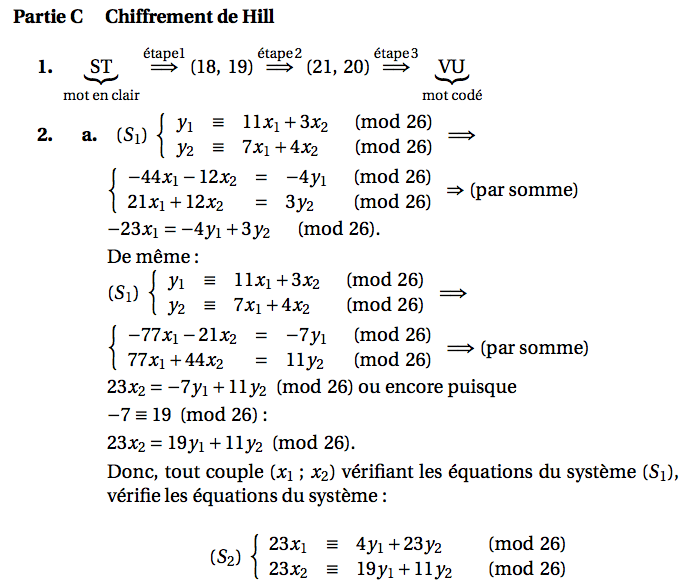 Partie C Chiffrement de Hill
1. ST ⟹ (étape1) (18, 19) ⟹ (étape2) (21, 20) ⟹ (étape3) VU
mot en clair mot codé
2. a. (S₁) { y₁ ≡ 11x₁ + 3x₂ (mod 26)
y₂ ≡ 7x₁ + 4x₂ (mod 26) ⟹
{ −44x₁ − 12x₂ = −4y₁ (mod 26)
21x₁ + 12x₂ = 3y₂ (mod 26) ⇒ (par somme)
−23x₁ = −4y₁ + 3y₂ (mod 26).
De même :
(S₁) { y₁ ≡ 11x₁ + 3x₂ (mod 26)
y₂ ≡ 7x₁ + 4x₂ (mod 26) ⟹
{ −77x₁ − 21x₂ = −7y₁ (mod 26)
77x₁ + 44x₂ = 11y₂ (mod 26) ⟹ (par somme)
23x₂ = −7y₁ + 11y₂ (mod 26) ou encore puisque
−7 ≡ 19 (mod 26) :
23x₂ = 19y₁ + 11y₂ (mod 26).
Donc, tout couple (x₁ ; x₂) vérifiant les équations du système (S₁),
vérifie les équations du système :
(S₂) { 23x₁ ≡ 4y₁ + 23y₂ (mod 26)
23x₂ ≡ 19y₁ + 11y₂ (mod 26)